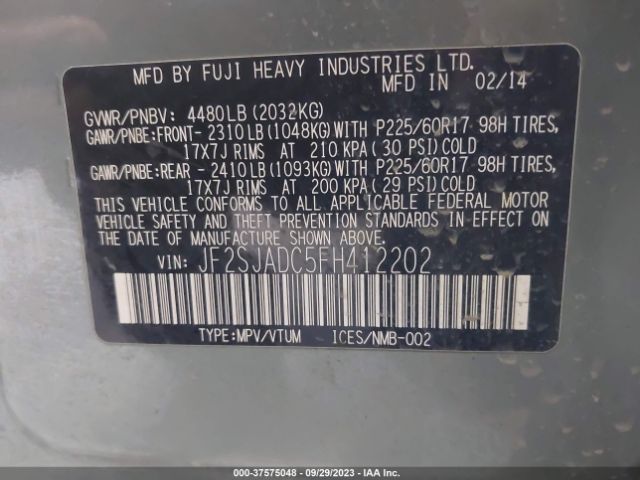 MFD BY FUJI HEAVY INDUSTRIES LTD.
MFD IN 02/14
GVWR/PNBV: 4480LB(2032KG)
GAWR/PNBE:FRONT-2310LB(1048KG)WITH P225/60R17 98H TIRES,
17X7J RIMS AT 210 KPA(30 PSI)COLD
GAWR/PNBE:REAR -2410LB(1093KG)WITH P225/60R17 98H TIRES,
17X7J RIMS AT 200 KPA(29 PSI)COLD
THIS VEHICLE CONFORMS TO ALL APPLICABLE FEDERAL MOTOR
VEHICLE SAFETY AND THEFT PREVENTION STANDARDS IN EFFECT ON
THE DATE OF MANUFACTURE SHOWN ABOVE.
VIN: JF2SJADC5FH412202
TYPE:MPV/VTUM ICES/NMB-002
000-37575048 - 09/29/2023 - IAA Inc.